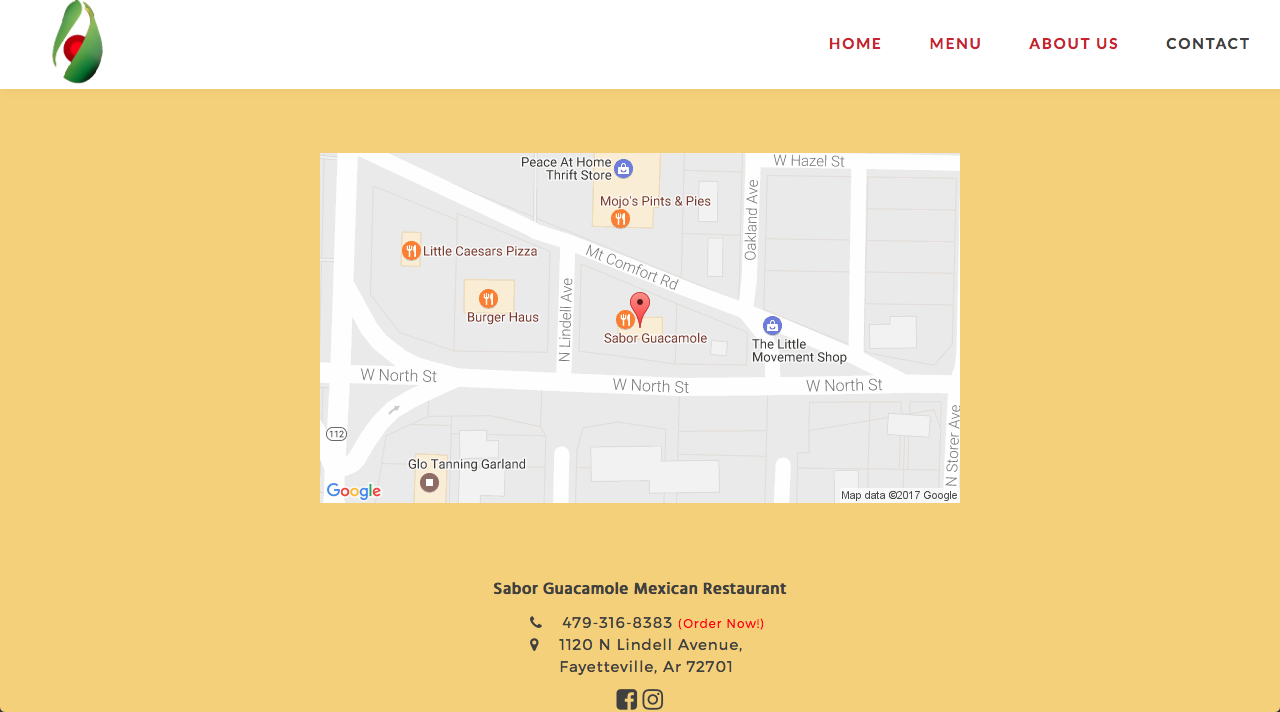 HOME MENU ABOUT US CONTACT
W Hazel St
Peace At Home
Thrift Store
Mojo's Pints & Pies
Oakland Ave
Little Caesars Pizza
Mt Comfort Rd
N Lindell Ave
Burger Haus
Sabor Guacamole
The Little
Movement Shop
W North St
W North St
W North St
112
N Storer Ave
Glo Tanning Garland
Google
Map data ©2017 Google
Sabor Guacamole Mexican Restaurant
479-316-8383 (Order Now!)
1120 N Lindell Avenue,
Fayetteville, Ar 72701